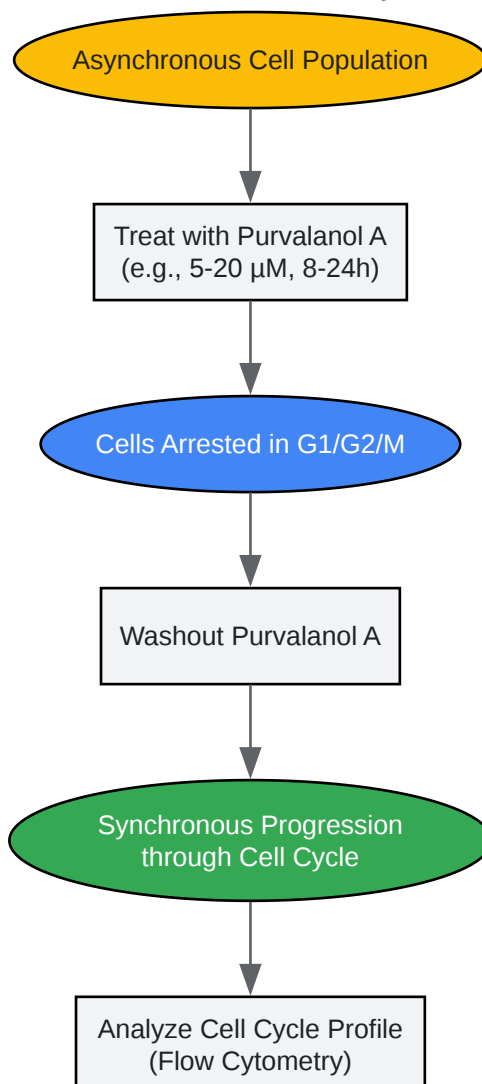 Asynchronous Cell Population
Treat with Purvalanol A
(e.g., 5-20 µM, 8-24h)
Cells Arrested in G1/G2/M
Washout Purvalanol A
Synchronous Progression
through Cell Cycle
Analyze Cell Cycle Profile
(Flow Cytometry)